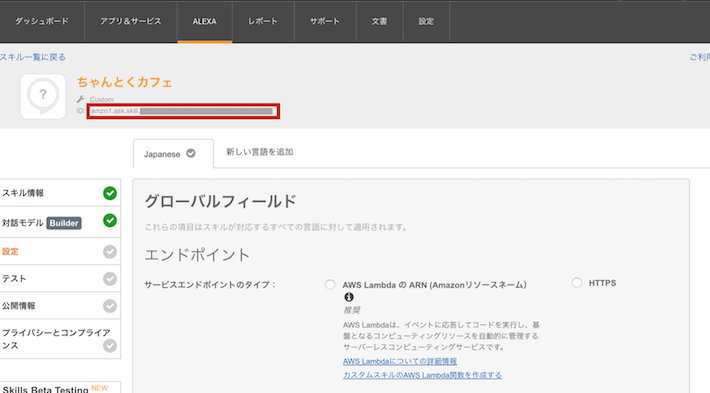 ダッシュボード アプリ&サービス ALEXA レポート サポート 文書 設定
スキル一覧に戻る
ちゃんとくカフェ
Custom
ID: amzn1.ask.skill.
Japanese 新しい言語を追加
スキル情報
対話モデル Builder
設定
テスト
公開情報
プライバシーとコンプライア
ンス
Skills Beta Testing NEW
グローバルフィールド
これらの項目はスキルが対応するすべての言語に対して適用されます。
エンドポイント
サービスエンドポイントのタイプ：
AWS Lambda の ARN (Amazonリソースネーム) HTTPS
推奨
AWS Lambdaは、イベントに応答してコードを実行し、基
盤となるコンピューティングリソースを自動的に管理する
サーバーレスコンピューティングサービスです。
AWS Lambdaについての詳細情報
カスタムスキルのAWS Lambda関数を作成する